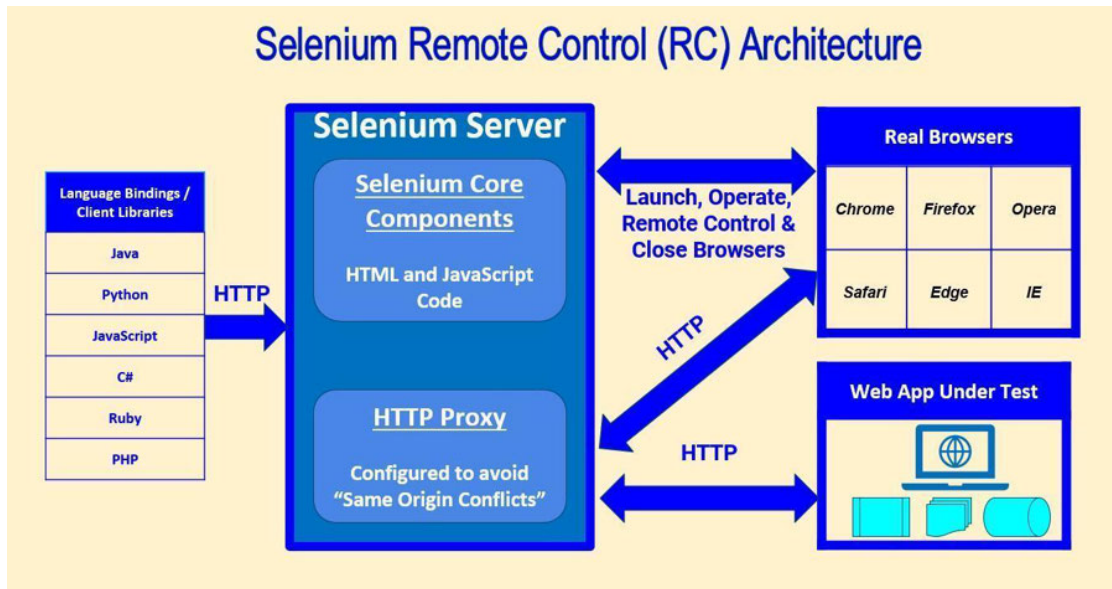 Selenium Remote Control (RC) Architecture
Language Bindings /
Client Libraries
Java
Python
JavaScript
C#
Ruby
PHP
HTTP
Selenium Server
Selenium Core
Components
HTML and JavaScript
Code
HTTP Proxy
Configured to avoid
“Same Origin Conflicts”
Launch, Operate,
Remote Control &
Close Browsers
HTTP
HTTP
Real Browsers
Chrome Firefox Opera
Safari Edge IE
Web App Under Test